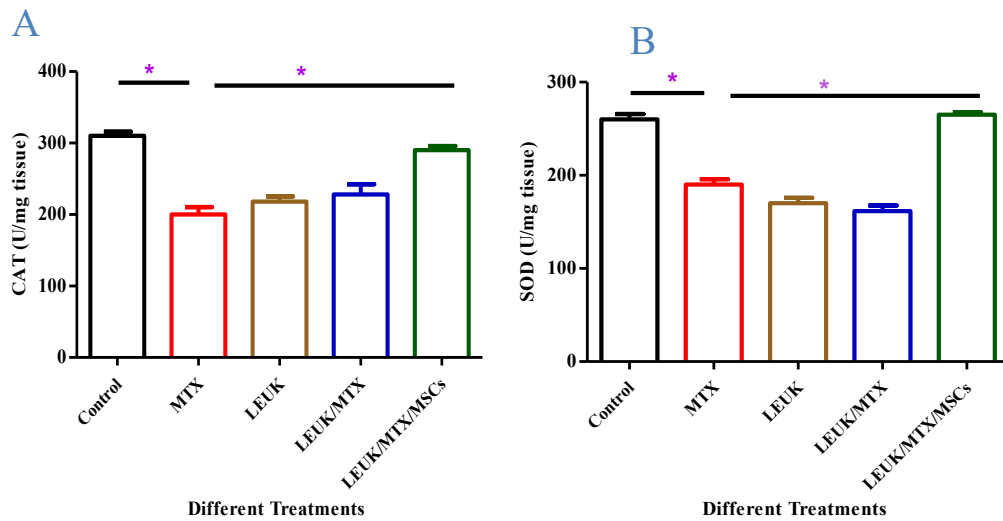 A
* *
CAT (U/mg tissue)
400
300
200
100
0
Control
MTX
LEUK
LEUK/MTX
LEUK/MTX/MSCs
Different Treatments
B
* *
SOD (U/mg tissue)
300
200
100
0
Control
MTX
LEUK
LEUK/MTX
LEUK/MTX/MSCs
Different Treatments